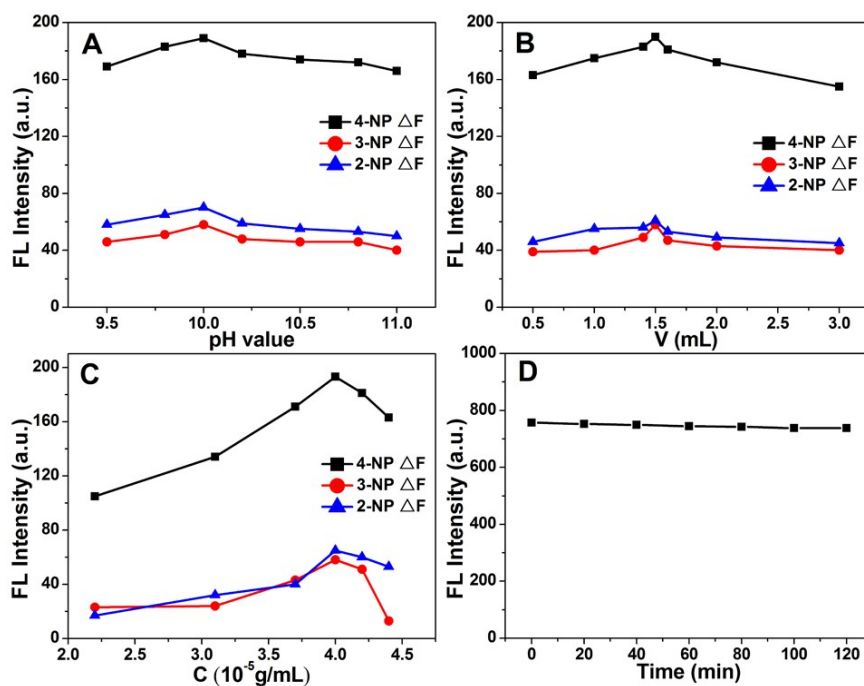 A
FL Intensity (a.u.)
200
160
120
80
40
0
4-NP △F
3-NP △F
2-NP △F
9.5 10.0 10.5 11.0
pH value
B
FL Intensity (a.u.)
200
160
120
80
40
0
4-NP △F
3-NP △F
2-NP △F
0.5 1.0 1.5 2.0 2.5 3.0
V (mL)
C
FL Intensity (a.u.)
200
160
120
80
40
0
4-NP △F
3-NP △F
2-NP △F
2.0 2.5 3.0 3.5 4.0 4.5
C (10⁻⁵g/mL)
D
FL Intensity (a.u.)
1000
800
600
400
200
0
0 20 40 60 80 100 120
Time (min)